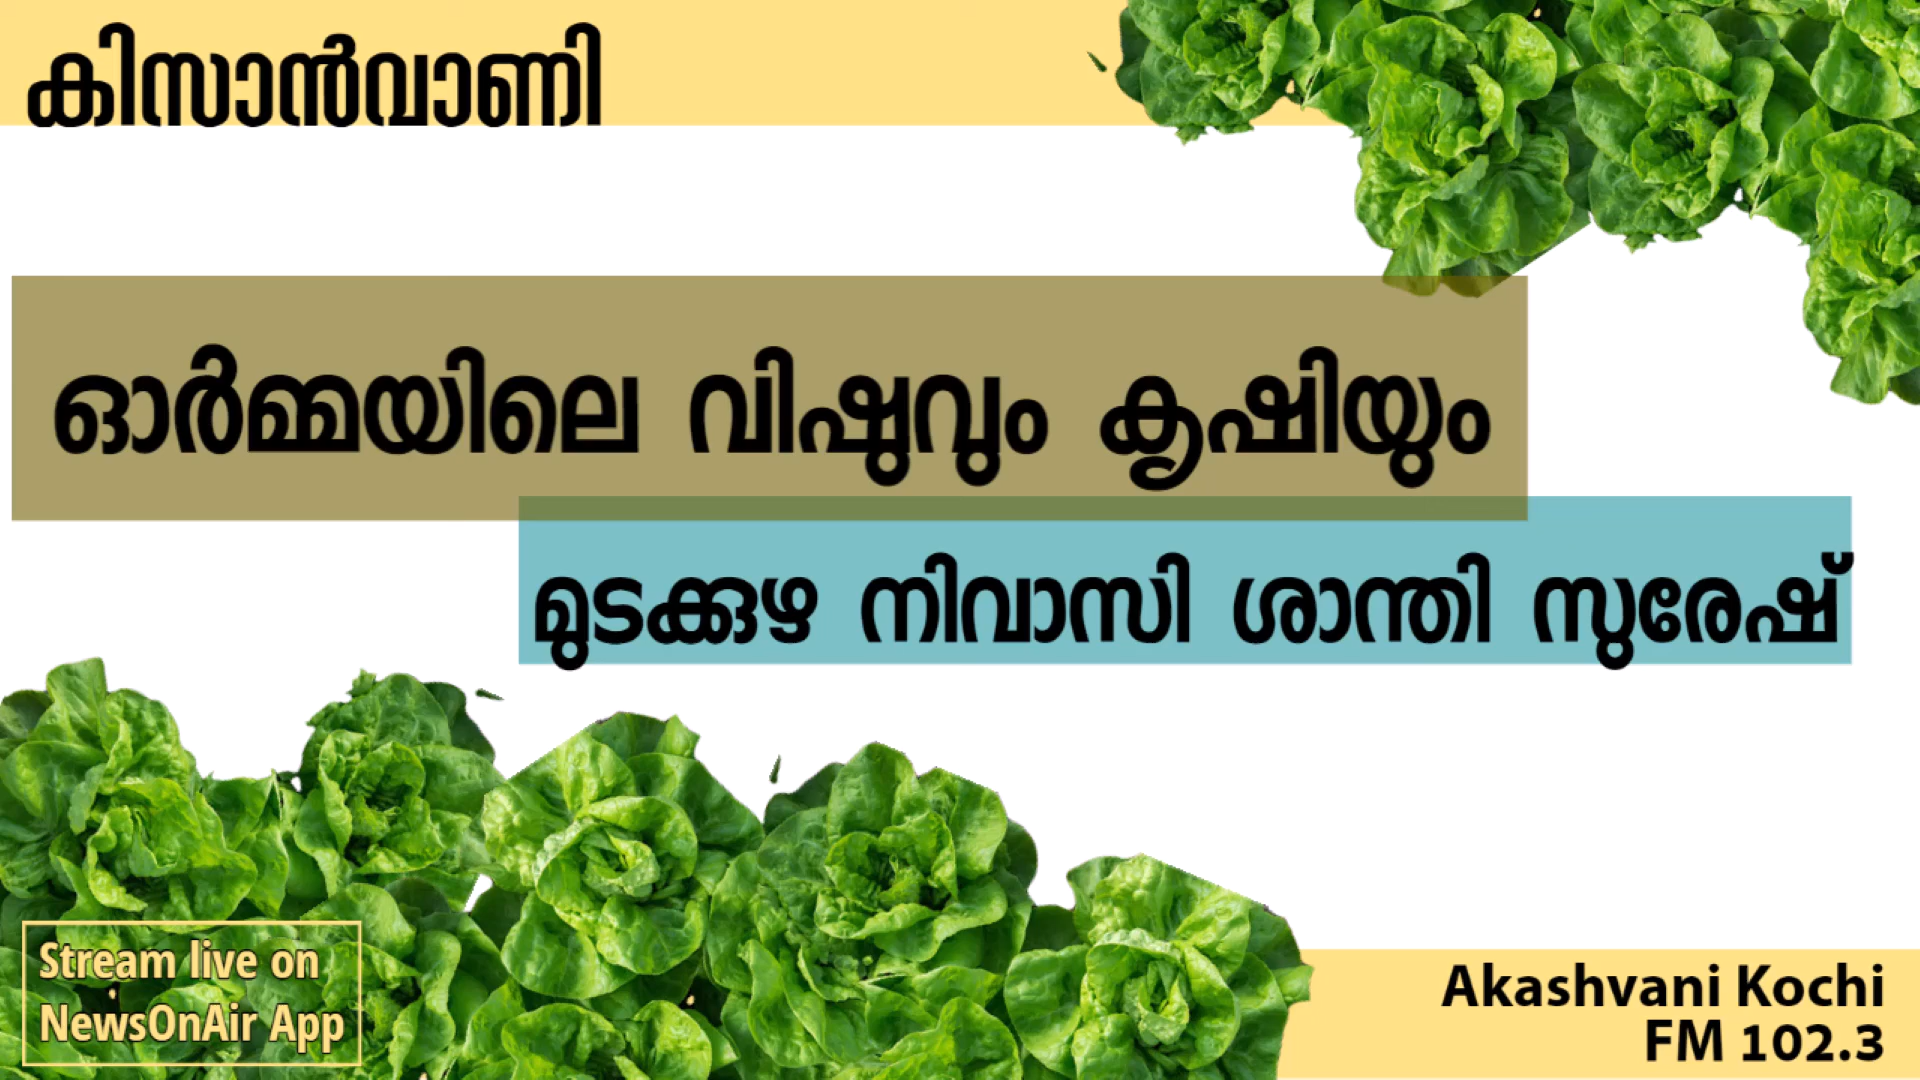 കിസാൻവാണി
ഓർമ്മയിലെ വിഷുവും കൃഷിയും
മുടക്കുഴ നിവാസി ശാന്തി സുരേഷ്
Stream live on
NewsOnAir App
Akashvani Kochi
FM 102.3